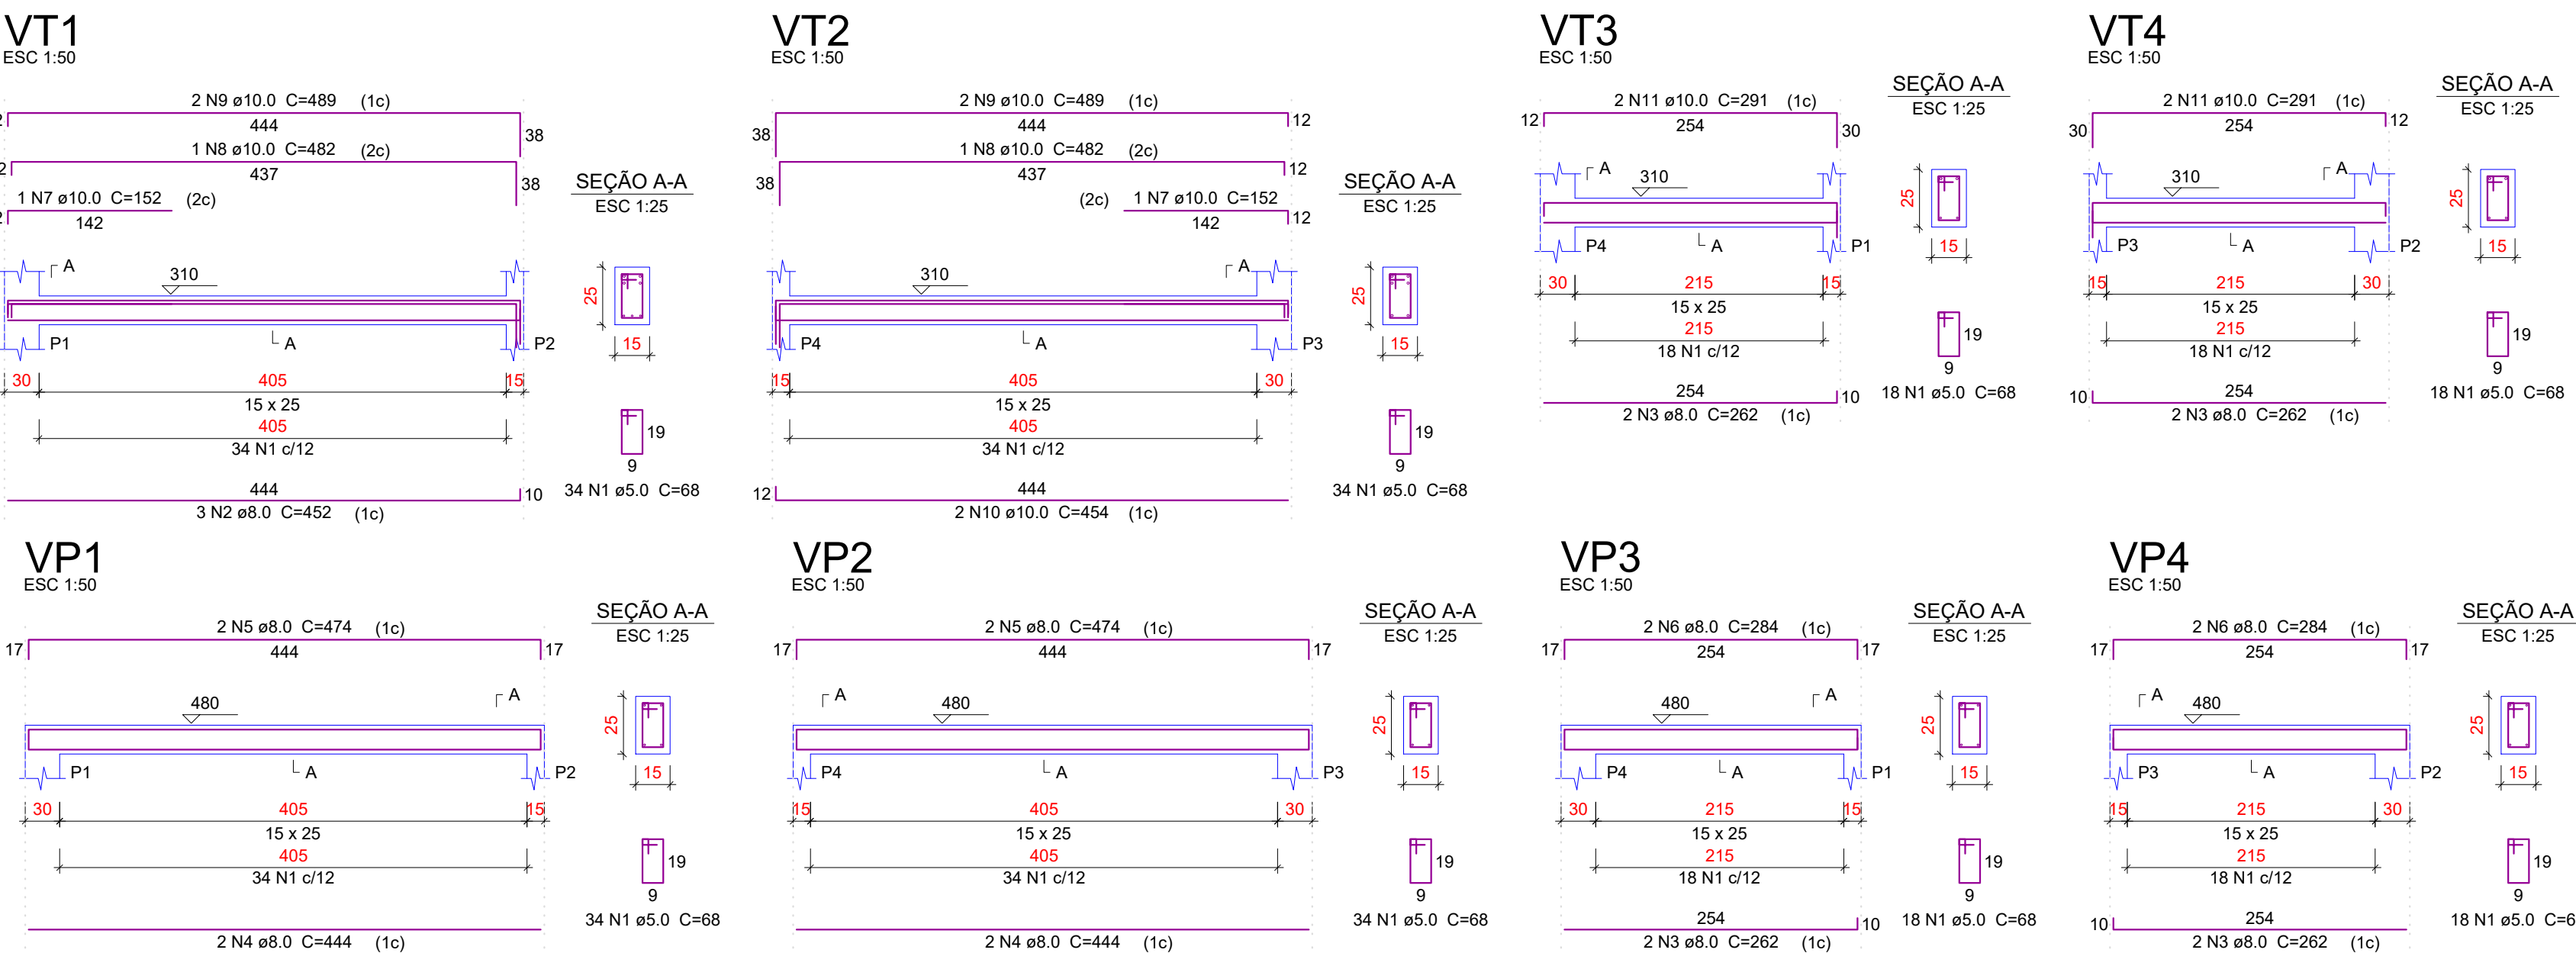 VT1
ESC 1:50
2 N9 ø10.0 C=489 (1c)
444
38
1 N8 ø10.0 C=482 (2c)
437
38
1 N7 ø10.0 C=152 (2c)
142
A
310
P1
A
P2
30
405
15
15 x 25
405
34 N1 c/12
444
10
3 N2 ø8.0 C=452 (1c)
SEÇÃO A-A
ESC 1:25
25
15
19
9
34 N1 ø5.0 C=68
VT2
ESC 1:50
2 N9 ø10.0 C=489 (1c)
12
444
38
1 N8 ø10.0 C=482 (2c)
12
437
38
(2c) 1 N7 ø10.0 C=152
12
142
A
310
P4
A
P3
15
405
30
15 x 25
405
34 N1 c/12
444
12
2 N10 ø10.0 C=454 (1c)
SEÇÃO A-A
ESC 1:25
25
15
19
9
34 N1 ø5.0 C=68
VT3
ESC 1:50
2 N11 ø10.0 C=291 (1c)
12
254
30
A
310
P4
A
P1
30
215
15
15 x 25
215
18 N1 c/12
254
10
2 N3 ø8.0 C=262 (1c)
SEÇÃO A-A
ESC 1:25
25
15
19
9
18 N1 ø5.0 C=68
VT4
ESC 1:50
2 N11 ø10.0 C=291 (1c)
12
254
30
A
310
P3
A
P2
15
215
30
15 x 25
215
18 N1 c/12
254
10
2 N3 ø8.0 C=262 (1c)
SEÇÃO A-A
ESC 1:25
25
15
19
9
18 N1 ø5.0 C=68
VP1
ESC 1:50
2 N5 ø8.0 C=474 (1c)
17
444
17
A
480
P1
A
P2
30
405
15
15 x 25
405
34 N1 c/12
2 N4 ø8.0 C=444 (1c)
SEÇÃO A-A
ESC 1:25
25
15
19
9
34 N1 ø5.0 C=68
VP2
ESC 1:50
2 N5 ø8.0 C=474 (1c)
17
444
17
A
480
P4
A
P3
15
405
30
15 x 25
405
34 N1 c/12
2 N4 ø8.0 C=444 (1c)
SEÇÃO A-A
ESC 1:25
25
15
19
9
34 N1 ø5.0 C=68
VP3
ESC 1:50
2 N6 ø8.0 C=284 (1c)
17
254
17
A
480
P4
A
P1
30
215
15
15 x 25
215
18 N1 c/12
254
10
2 N3 ø8.0 C=262 (1c)
SEÇÃO A-A
ESC 1:25
25
15
19
9
18 N1 ø5.0 C=68
VP4
ESC 1:50
2 N6 ø8.0 C=284 (1c)
17
254
17
A
480
P3
A
P2
15
215
30
15 x 25
215
18 N1 c/12
254
10
2 N3 ø8.0 C=262 (1c)
SEÇÃO A-A
ESC 1:25
25
15
19
9
18 N1 ø5.0 C=6